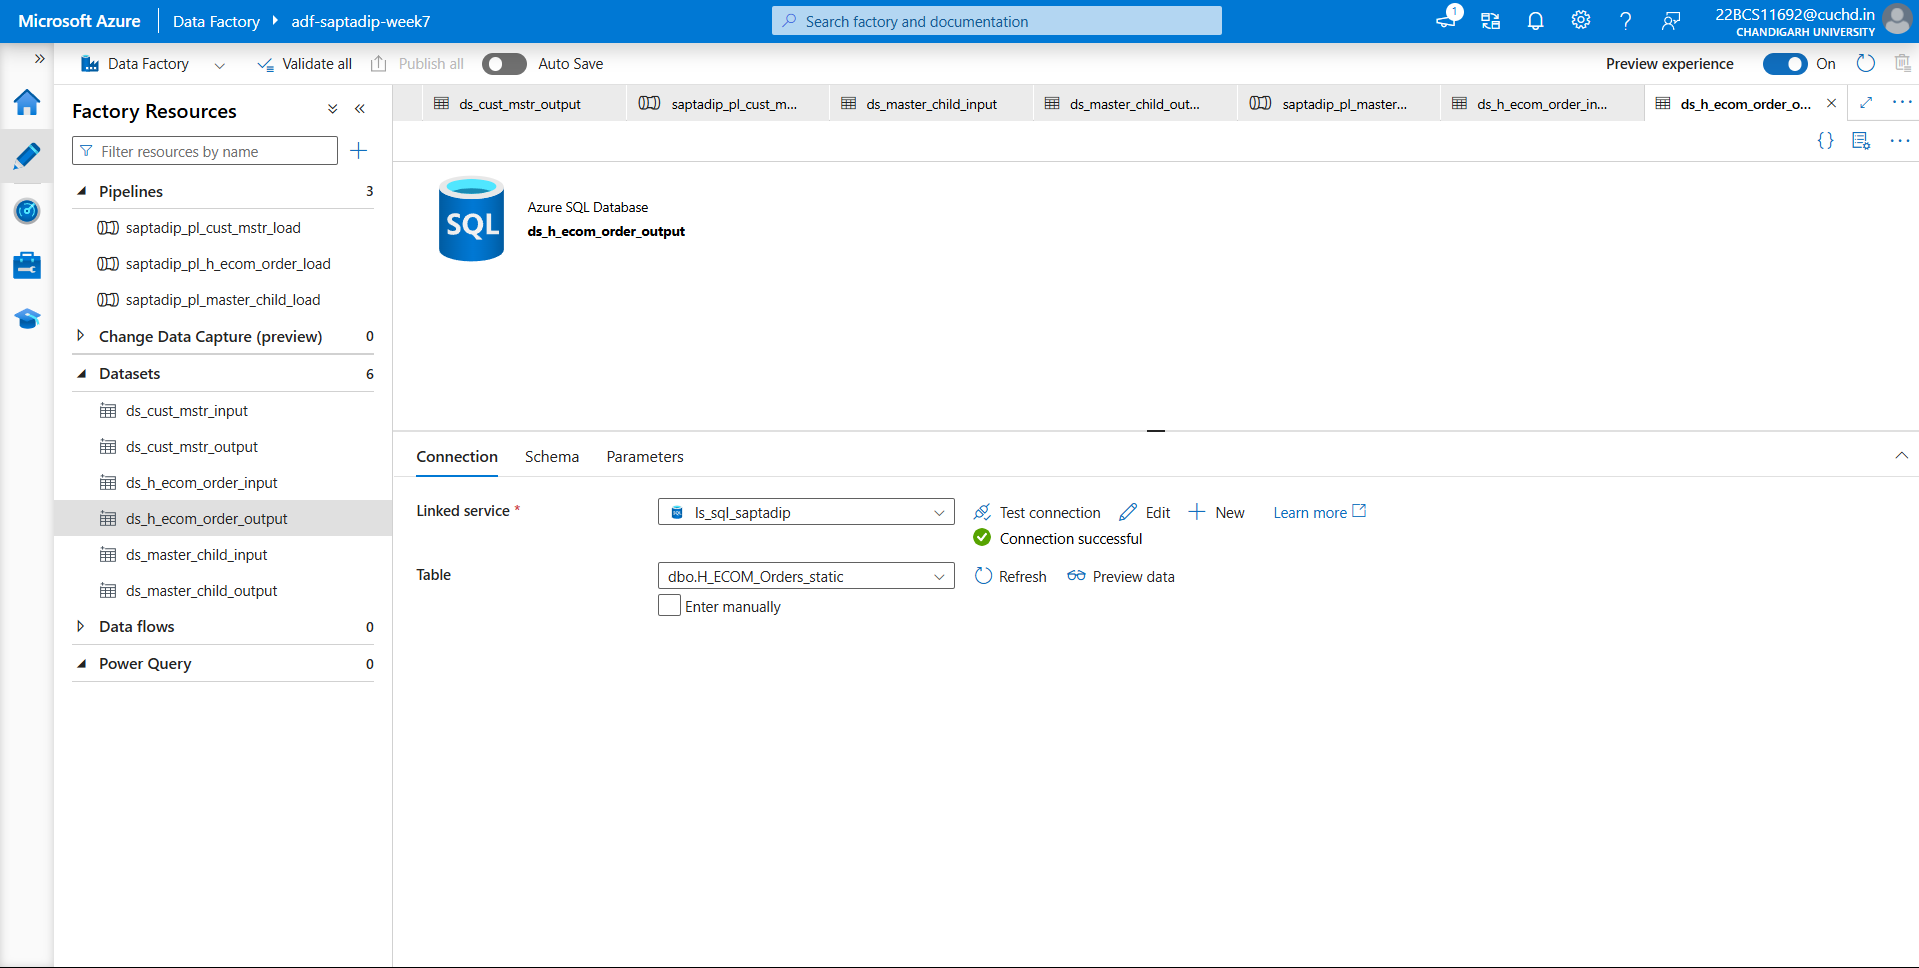 Microsoft Azure
Data Factory
adf-saptadip-week7
Search factory and documentation
1
22BCS11692@cuchd.in
CHANDIGARH UNIVERSITY
Data Factory
Validate all
Publish all
Auto Save
Preview experience
On
Factory Resources
Filter resources by name
Pipelines 3
saptadip_pl_cust_mstr_load
saptadip_pl_h_ecom_order_load
saptadip_pl_master_child_load
Change Data Capture (preview) 0
Datasets 6
ds_cust_mstr_input
ds_cust_mstr_output
ds_h_ecom_order_input
ds_h_ecom_order_output
ds_master_child_input
ds_master_child_output
Data flows 0
Power Query 0
ds_cust_mstr_output
saptadip_pl_cust_m...
ds_master_child_input
ds_master_child_out...
saptadip_pl_master...
ds_h_ecom_order_in...
ds_h_ecom_order_o...
{}
SQL
Azure SQL Database
ds_h_ecom_order_output
Connection
Schema
Parameters
Linked service *
ls_sql_saptadip
Test connection
Edit
New
Learn more
Connection successful
Table
dbo.H_ECOM_Orders_static
Refresh
Preview data
Enter manually